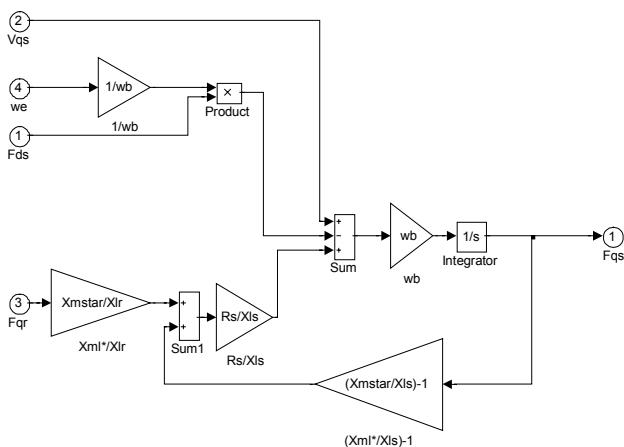 2
Vqs
4
we
1/wb
1/wb
×
Product
1
Fds
+
−
+
Sum
wb
wb
1/s
Integrator
1
Fqs
3
Fqr
Xmstar/Xlr
Xml*/Xlr
+
+
Sum1
Rs/Xls
Rs/Xls
(Xmstar/Xls)-1
(Xml*/Xls)-1